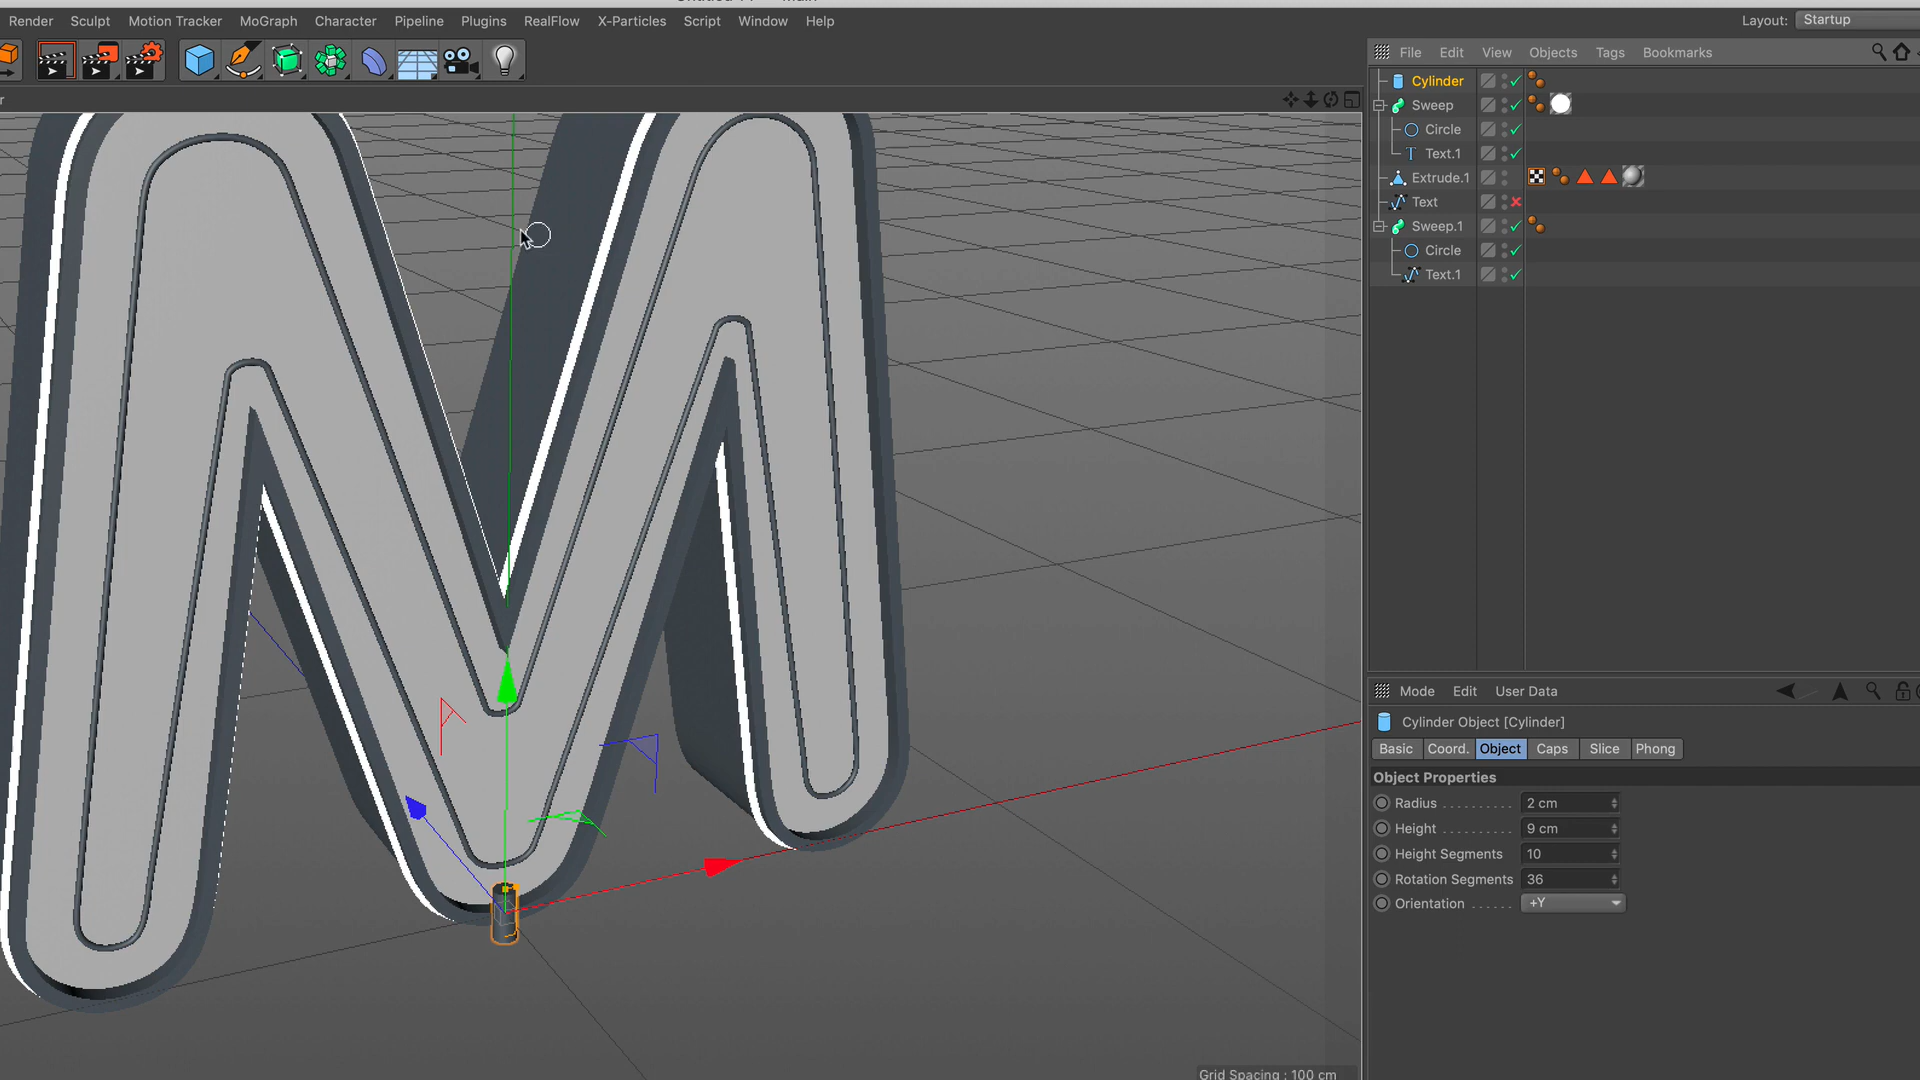 Render Sculpt Motion Tracker MoGraph Character Pipeline Plugins RealFlow X-Particles Script Window Help
Layout: Startup
File Edit View Objects Tags Bookmarks
Cylinder
Sweep
Circle
Text.1
Extrude.1
Text
Sweep.1
Circle
Text.1
Mode Edit User Data
Cylinder Object [Cylinder]
Basic Coord. Object Caps Slice Phong
Object Properties
Radius 2 cm
Height 9 cm
Height Segments 10
Rotation Segments 36
Orientation +Y
Grid Spacing : 100 cm